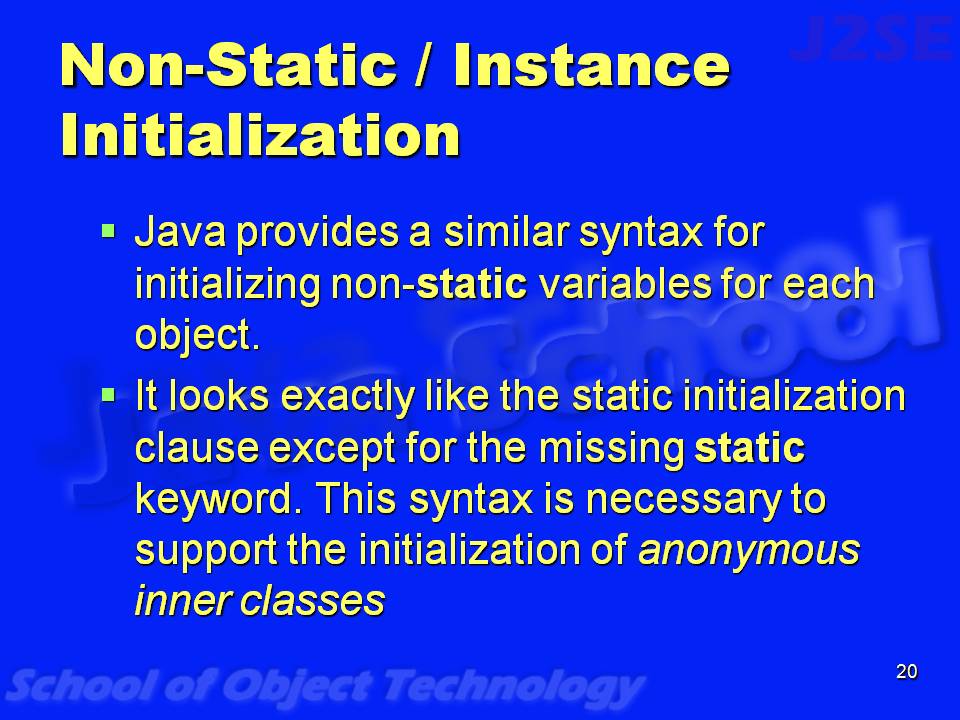 J2SE
Non-Static / Instance
Initialization
Java provides a similar syntax for
initializing non-static variables for each
object.
It looks exactly like the static initialization
clause except for the missing static
keyword. This syntax is necessary to
support the initialization of anonymous
inner classes
Java School
School of Object Technology
20